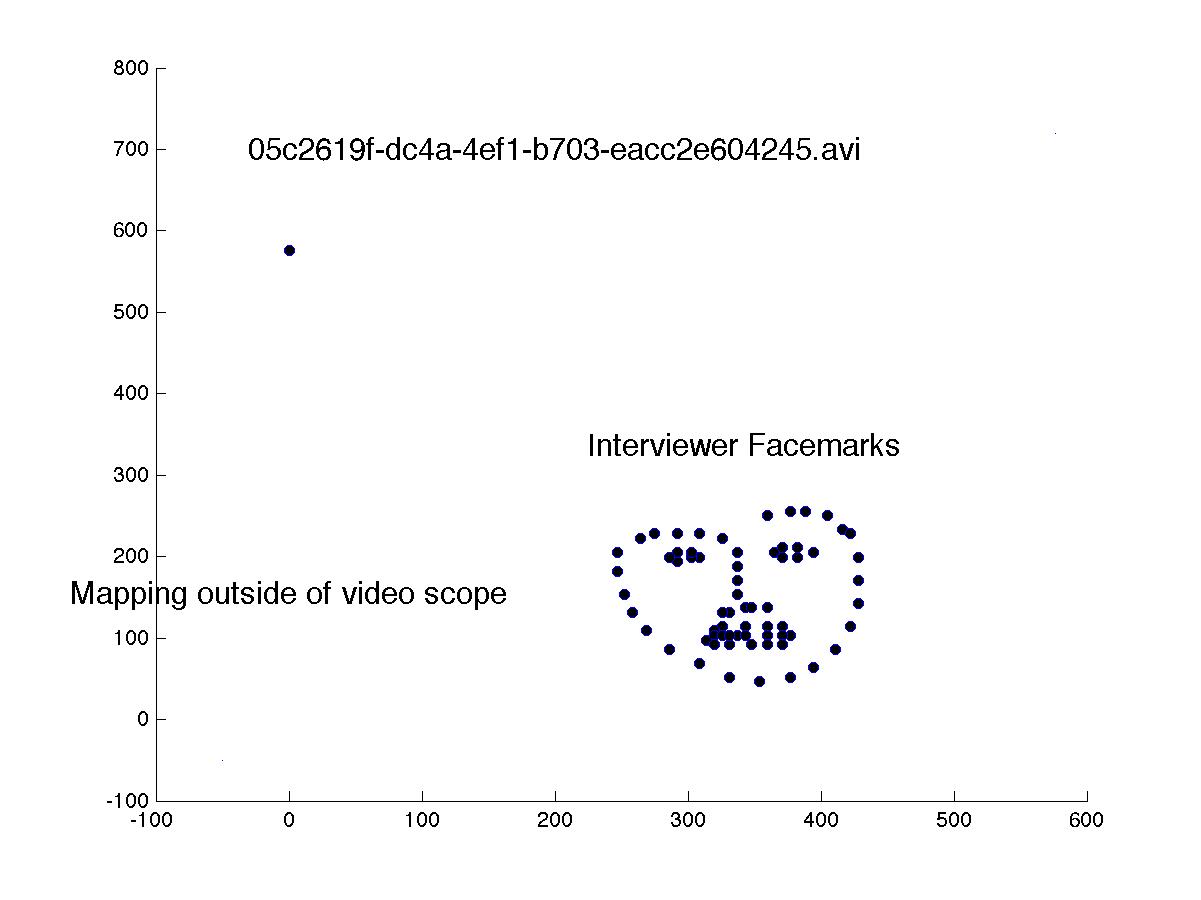 800
05c2619f-dc4a-4ef1-b703-eacc2e604245.avi
700
600
500
400
Interviewer Facemarks
300
200
Mapping outside of video scope
100
0
-100
-100 0 100 200 300 400 500 600